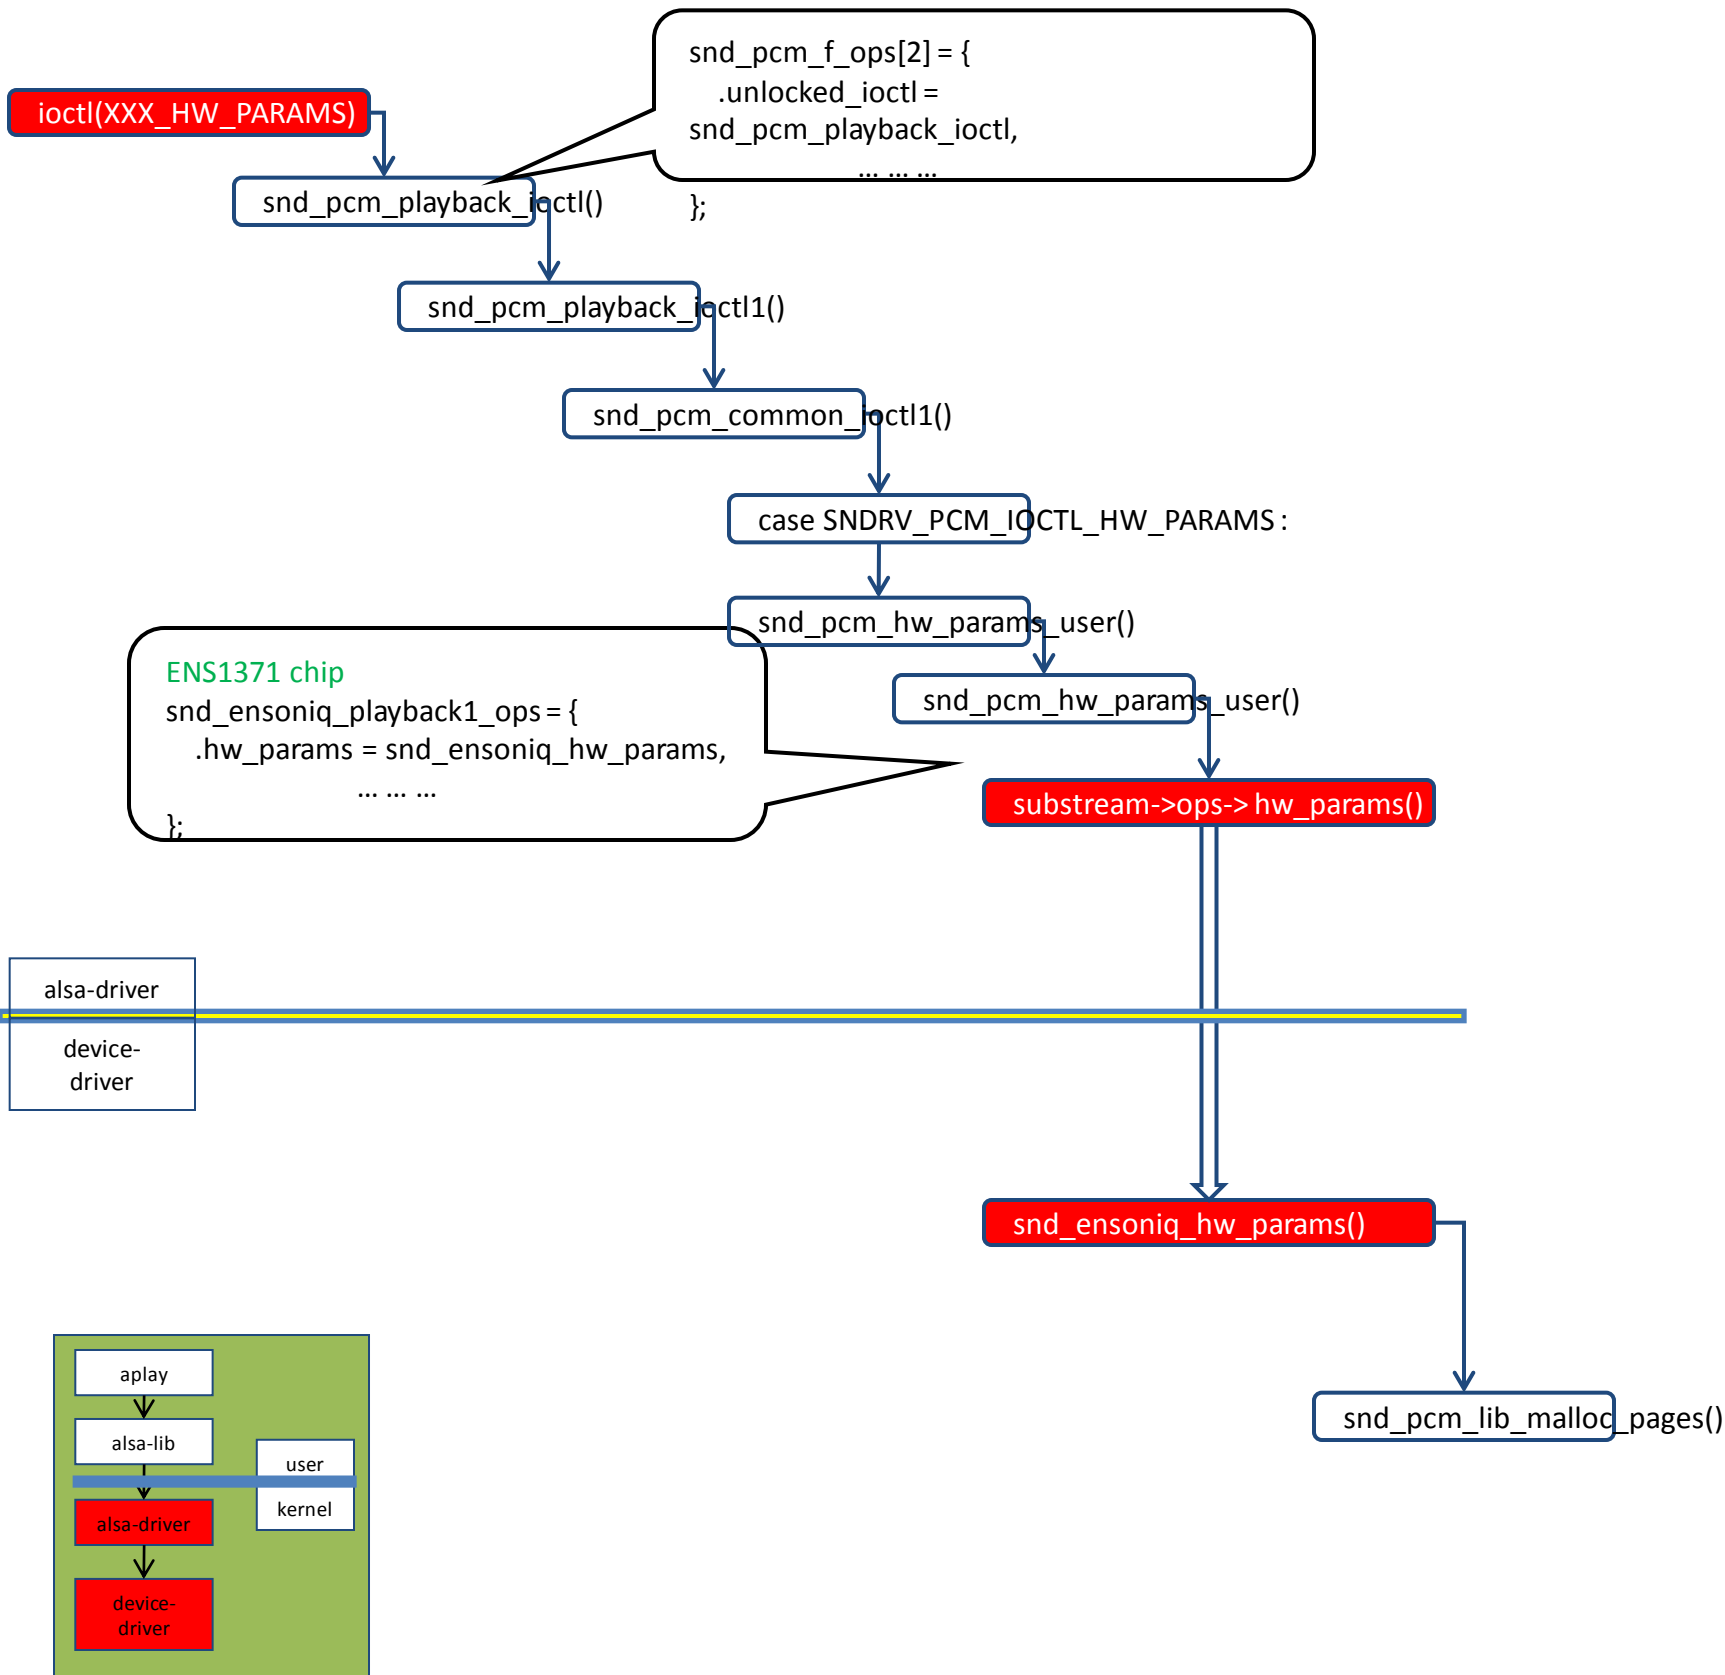 snd_pcm_f_ops[2] = {
.unlocked_ioctl =
snd_pcm_playback_ioctl,
... ... ...
};
ioctl(XXX_HW_PARAMS)
snd_pcm_playback_ioctl()
snd_pcm_playback_ioctl1()
snd_pcm_common_ioctl1()
case SNDRV_PCM_IOCTL_HW_PARAMS :
snd_pcm_hw_params_user()
snd_pcm_hw_params_user()
ENS1371 chip
snd_ensoniq_playback1_ops = {
.hw_params = snd_ensoniq_hw_params,
... ... ...
};
substream->ops-> hw_params()
alsa-driver
device-
driver
snd_ensoniq_hw_params()
snd_pcm_lib_malloc_pages()
aplay
alsa-lib
user
kernel
alsa-driver
device-
driver